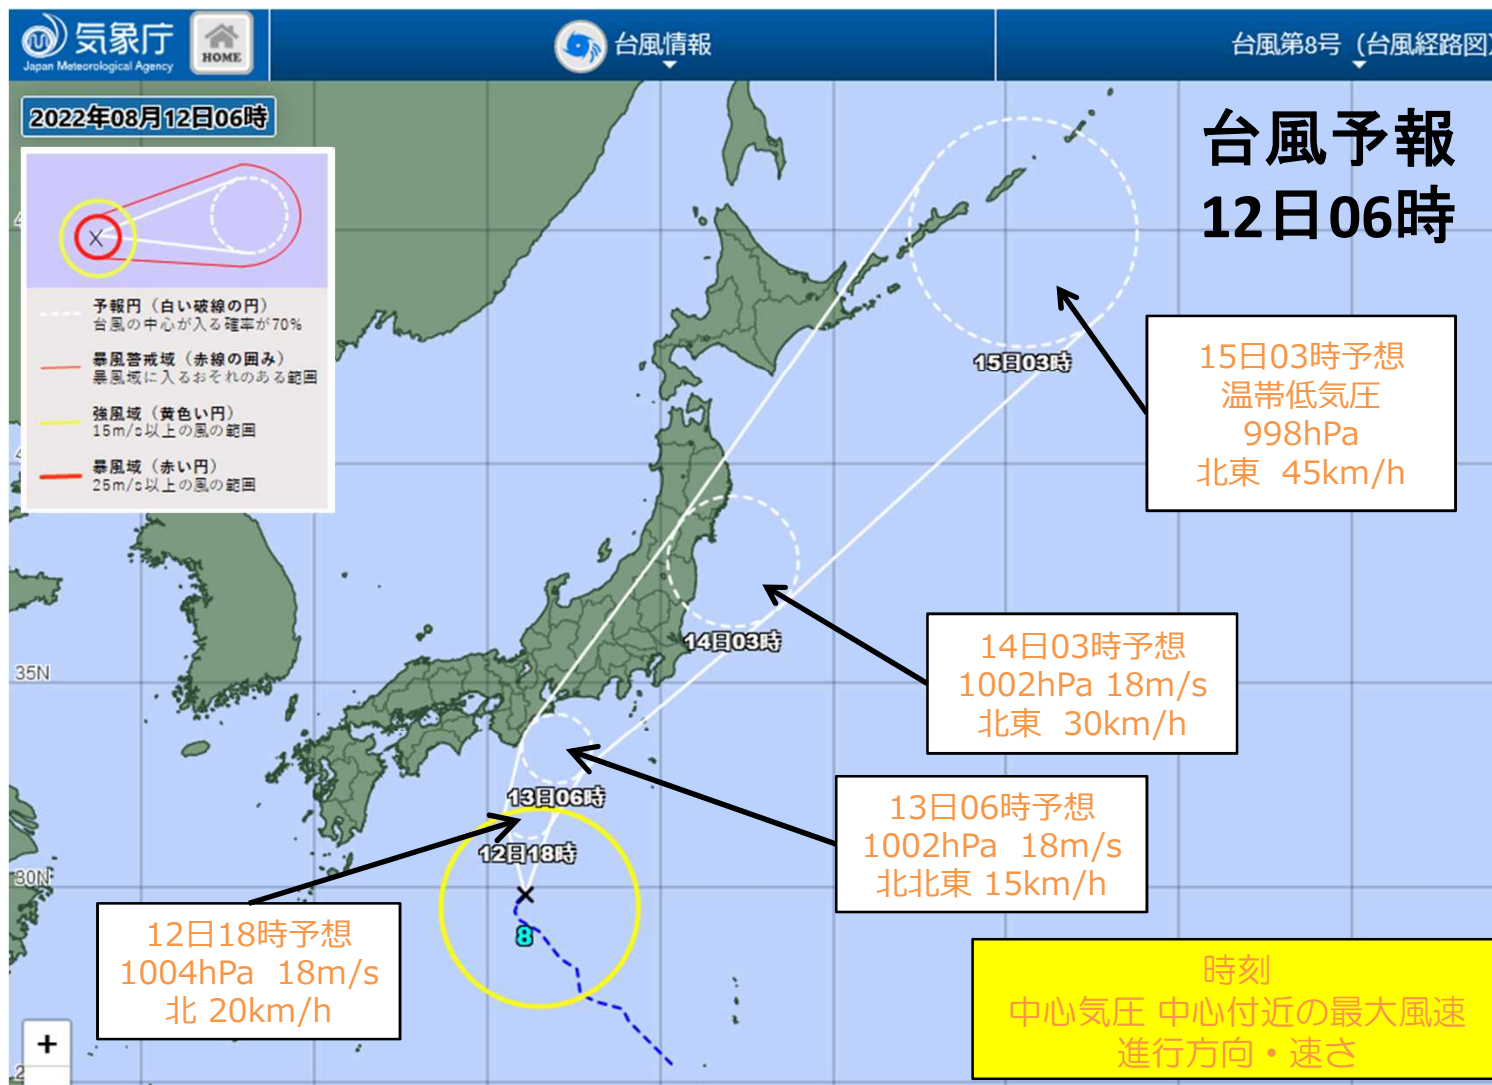 気象庁
Japan Meteorological Agency
HOME
台風情報
台風第8号 (台風経路図)
2022年08月12日06時
台風予報
12日06時
予報円（白い破線の円）
台風の中心が入る確率が70%
暴風警戒域（赤線の囲み）
暴風域に入るおそれのある範囲
強風域（黄色い円）
15m/s以上の風の範囲
暴風域（赤い円）
25m/s以上の風の範囲
15日03時
15日03時予想
温帯低気圧
998hPa
北東 45km/h
14日03時
14日03時予想
1002hPa 18m/s
北東 30km/h
35N
13日06時
13日06時予想
1002hPa 18m/s
北北東 15km/h
12日18時
30N
8
12日18時予想
1004hPa 18m/s
北 20km/h
時刻
中心気圧 中心付近の最大風速
進行方向・速さ
+